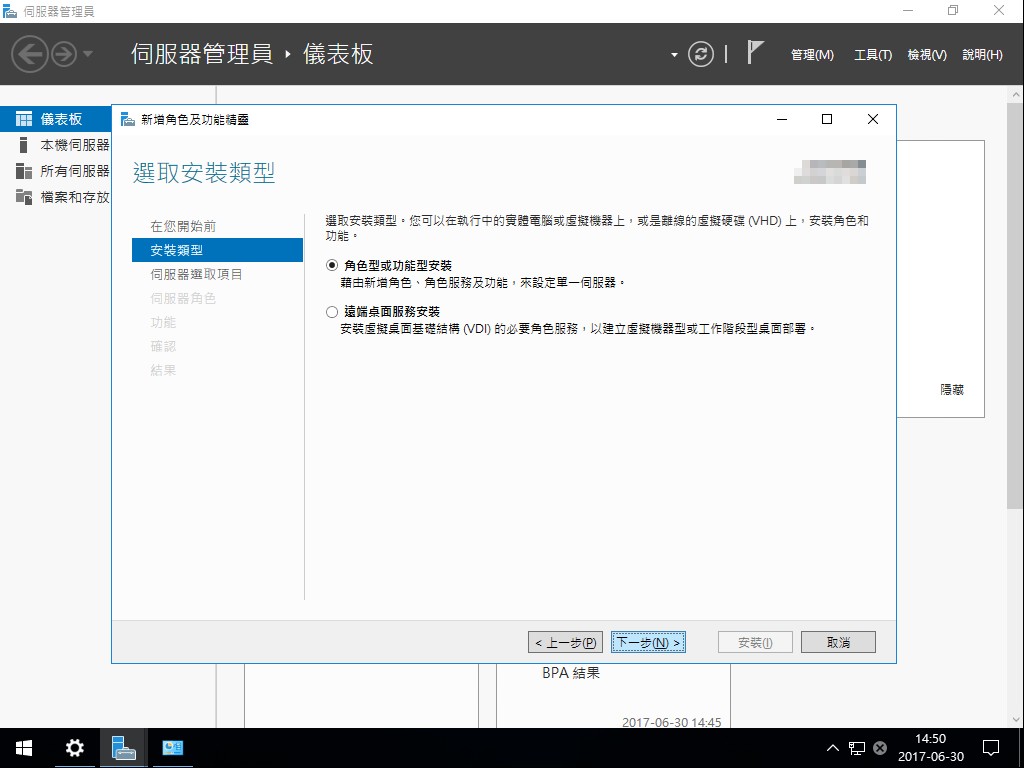 伺服器管理員
伺服器管理員 ‣ 儀表板
管理(M) 工具(T) 檢視(V) 說明(H)
儀表板
本機伺服器
所有伺服器
檔案和存放
新增角色及功能精靈
選取安裝類型
在您開始前
安裝類型
伺服器選取項目
伺服器角色
功能
確認
結果
選取安裝類型。您可以在執行中的實體電腦或虛擬機器上，或是離線的虛擬硬碟 (VHD) 上，安裝角色和
功能。
角色型或功能型安裝
藉由新增角色、角色服務及功能，來設定單一伺服器。
遠端桌面服務安裝
安裝虛擬桌面基礎結構 (VDI) 的必要角色服務，以建立虛擬機器型或工作階段型桌面部署。
隱藏
< 上一步(P) 下一步(N) > 安裝(I) 取消
BPA 結果
2017-06-30 14:45
14:50
2017-06-30